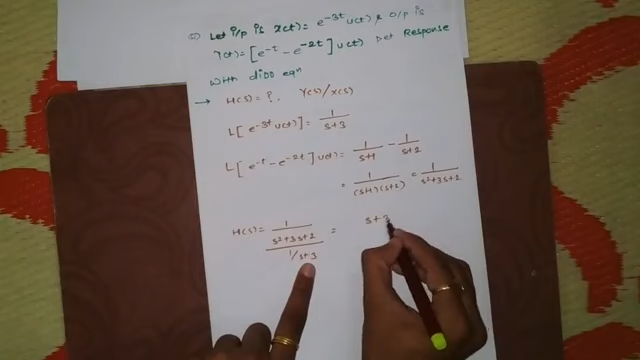 Let i/p is x(t) = e^-3t u(t) & o/p is
Y(t) = [e^-t - e^-2t] u(t) Det Response
with diff eqn
→ H(s) = ?, Y(s)/X(s)
L[e^-3t u(t)] = 1/(s+3)
L[e^-t - e^-2t] u(t) = 1/(s+1) - 1/(s+2)
= 1/((s+1)(s+2)) = 1/(s²+3s+2)
H(s) = (1/(s²+3s+2))/(1/s+3) = s+3